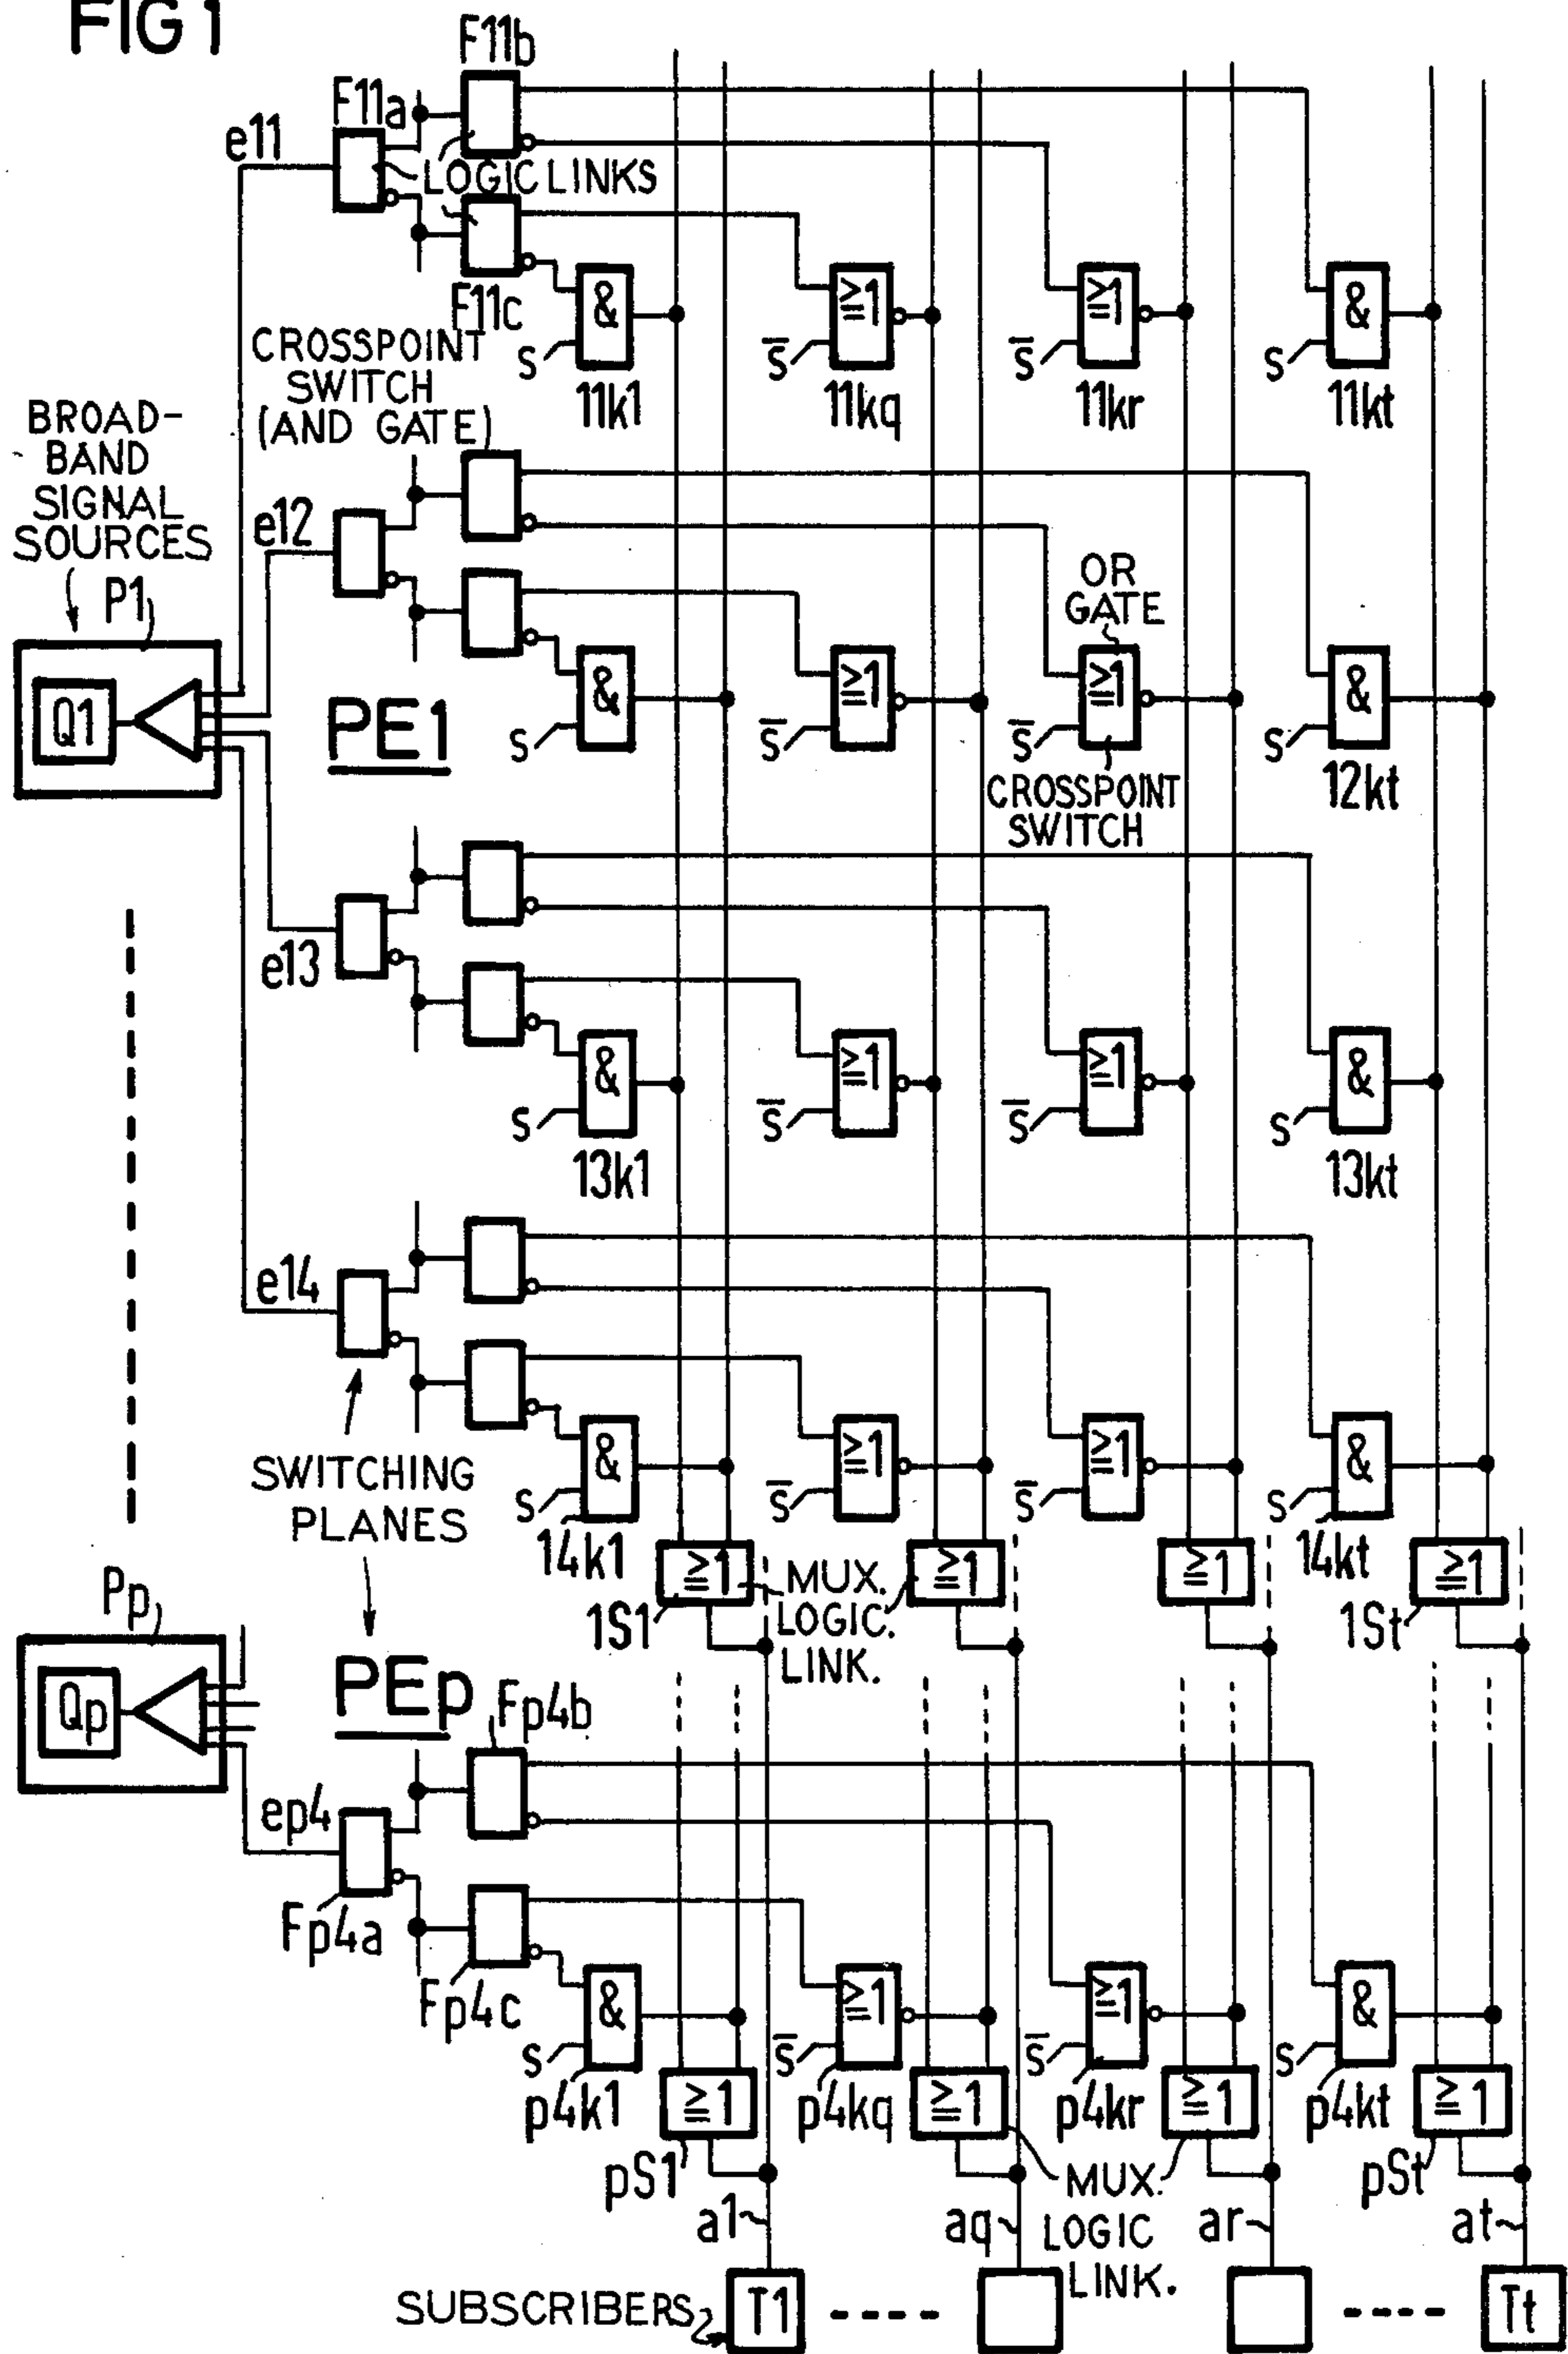 FIG 1
F11b
F11a
e11
LOGIC LINKS
F11c
&
≥1
≥1
&
S
S̅
S̅
S
11k1
11kq
11kr
11kt
CROSSPOINT
SWITCH
(AND GATE)
BROAD-
BAND
SIGNAL
SOURCES
P1
e12
OR
GATE
&
≥1
≥1
&
S
S̅
S̅
S
12kt
CROSSPOINT
SWITCH
Q1
PE1
e13
&
≥1
≥1
&
S
S̅
S̅
S
13k1
13kt
e14
&
≥1
≥1
&
S
S̅
S̅
S
14k1
14kt
SWITCHING
PLANES
≥1
≥1
≥1
≥1
1S1
MUX.
LOGIC.
LINK.
1St
Pp
Qp
PEp
Fp4b
ep4
Fp4a
Fp4c
&
≥1
≥1
&
S
S̅
S̅
S
p4k1
p4kq
p4kr
p4kt
≥1
≥1
≥1
≥1
pS1
pSt
MUX.
LOGIC
LINK.
a1
aq
ar
at
SUBSCRIBERS
T1
Tt